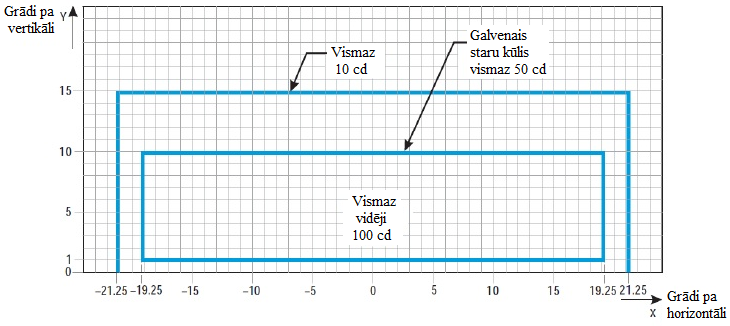 Grādi pa
vertikāli
Y
Vismaz
10 cd
Galvenais
staru kūlis
vismaz 50 cd
15
10
5
1
0
Vismaz
vidēji
100 cd
−21.25 −19.25 −15 −10 −5 0 5 10 15 19.25 21.25
X
Grādi pa
horizontāli